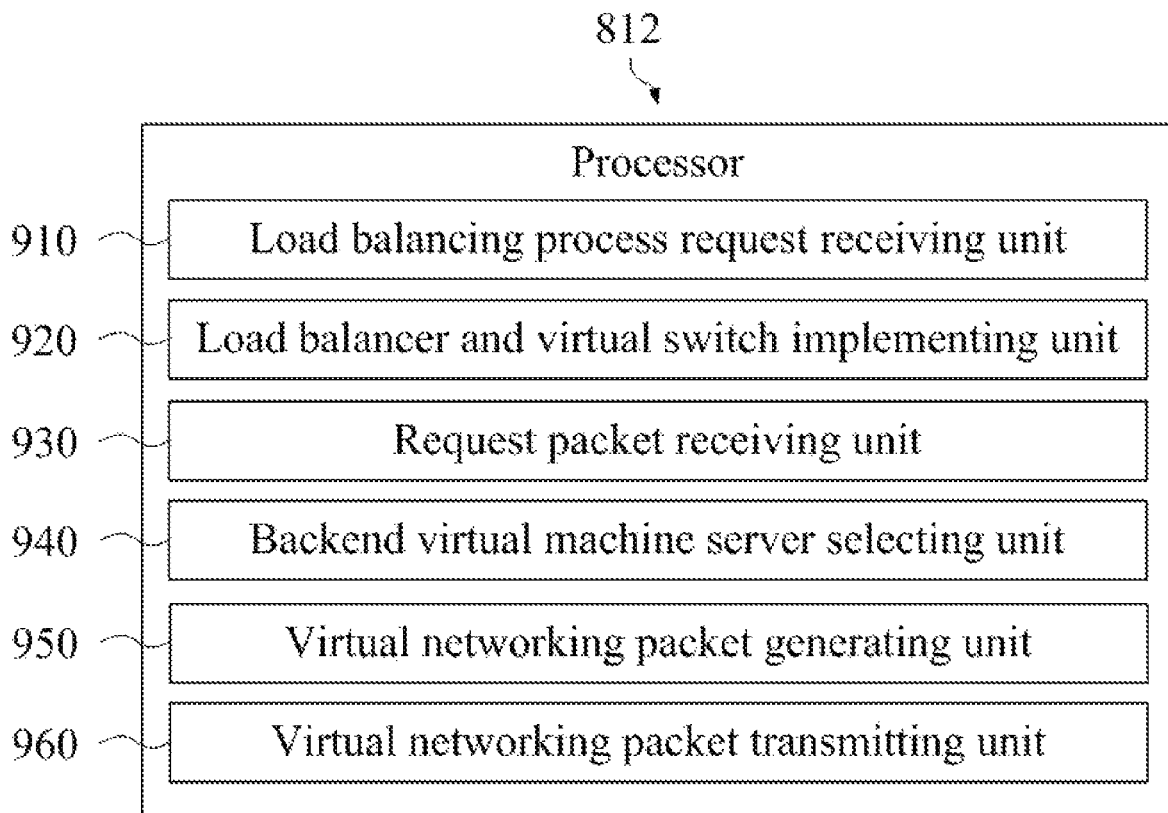 812
Processor
910 Load balancing process request receiving unit
920 Load balancer and virtual switch implementing unit
930 Request packet receiving unit
940 Backend virtual machine server selecting unit
950 Virtual networking packet generating unit
960 Virtual networking packet transmitting unit